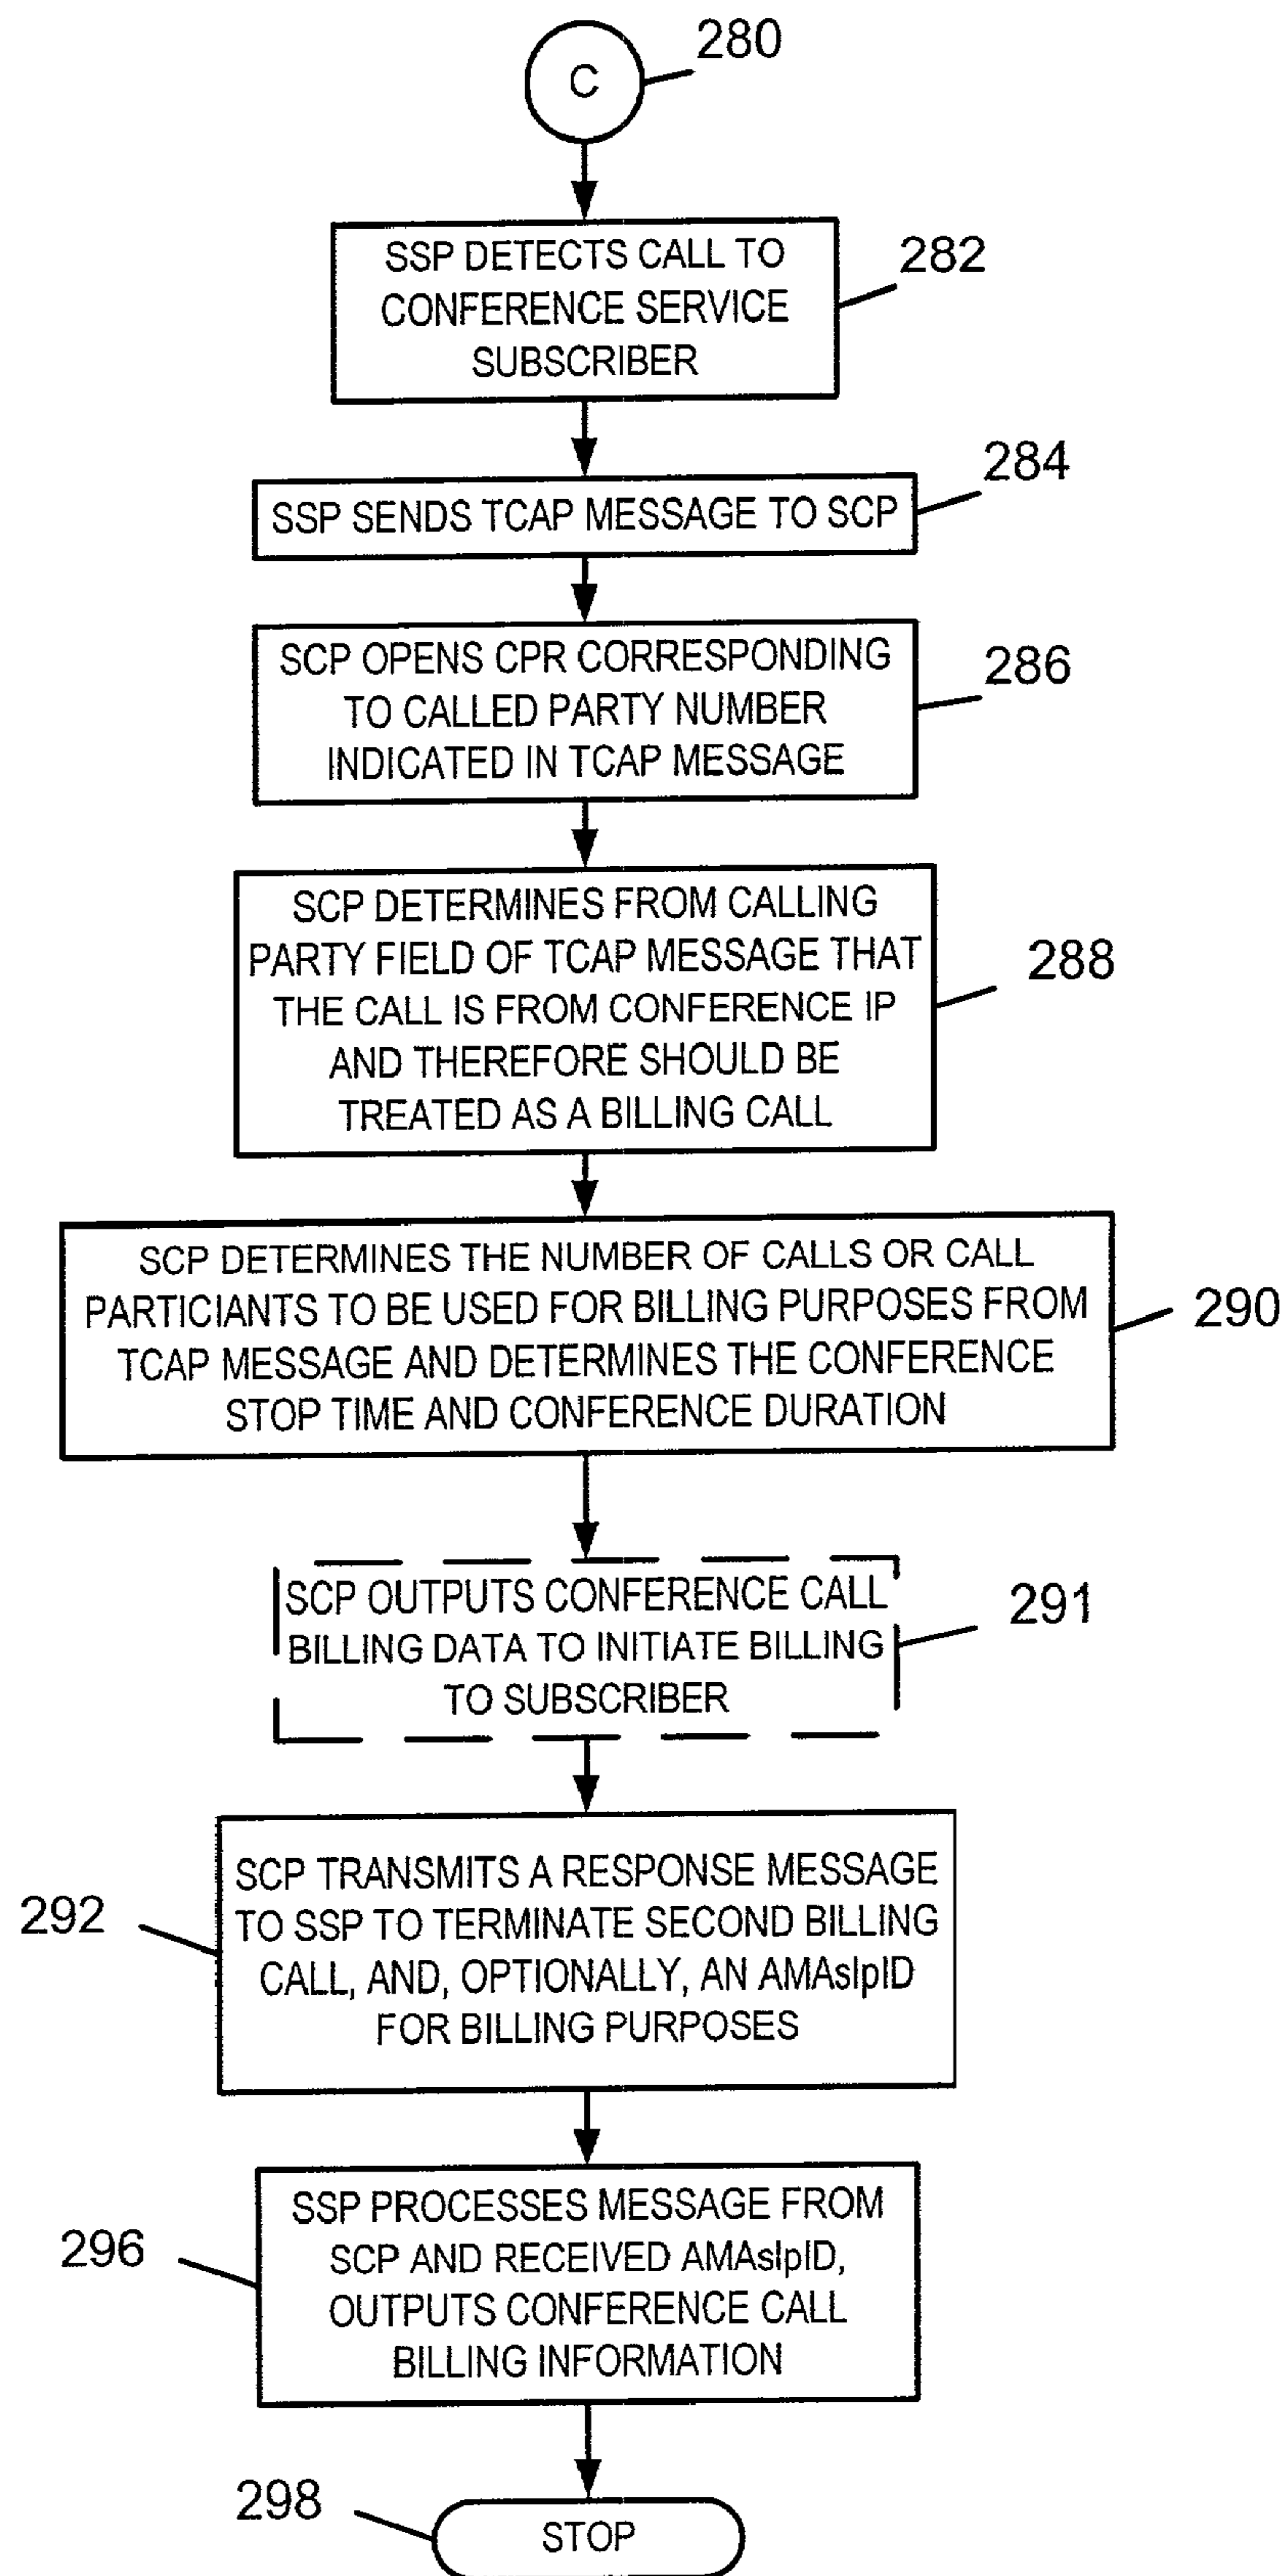 280
C
282
SSP DETECTS CALL TO
CONFERENCE SERVICE
SUBSCRIBER
284
SSP SENDS TCAP MESSAGE TO SCP
286
SCP OPENS CPR CORRESPONDING
TO CALLED PARTY NUMBER
INDICATED IN TCAP MESSAGE
288
SCP DETERMINES FROM CALLING
PARTY FIELD OF TCAP MESSAGE THAT
THE CALL IS FROM CONFERENCE IP
AND THEREFORE SHOULD BE
TREATED AS A BILLING CALL
290
SCP DETERMINES THE NUMBER OF CALLS OR CALL
PARTICIANTS TO BE USED FOR BILLING PURPOSES FROM
TCAP MESSAGE AND DETERMINES THE CONFERENCE
STOP TIME AND CONFERENCE DURATION
291
SCP OUTPUTS CONFERENCE CALL
BILLING DATA TO INITIATE BILLING
TO SUBSCRIBER
292
SCP TRANSMITS A RESPONSE MESSAGE
TO SSP TO TERMINATE SECOND BILLING
CALL, AND, OPTIONALLY, AN AMAslpID
FOR BILLING PURPOSES
296
SSP PROCESSES MESSAGE FROM
SCP AND RECEIVED AMAslpID,
OUTPUTS CONFERENCE CALL
BILLING INFORMATION
298
STOP